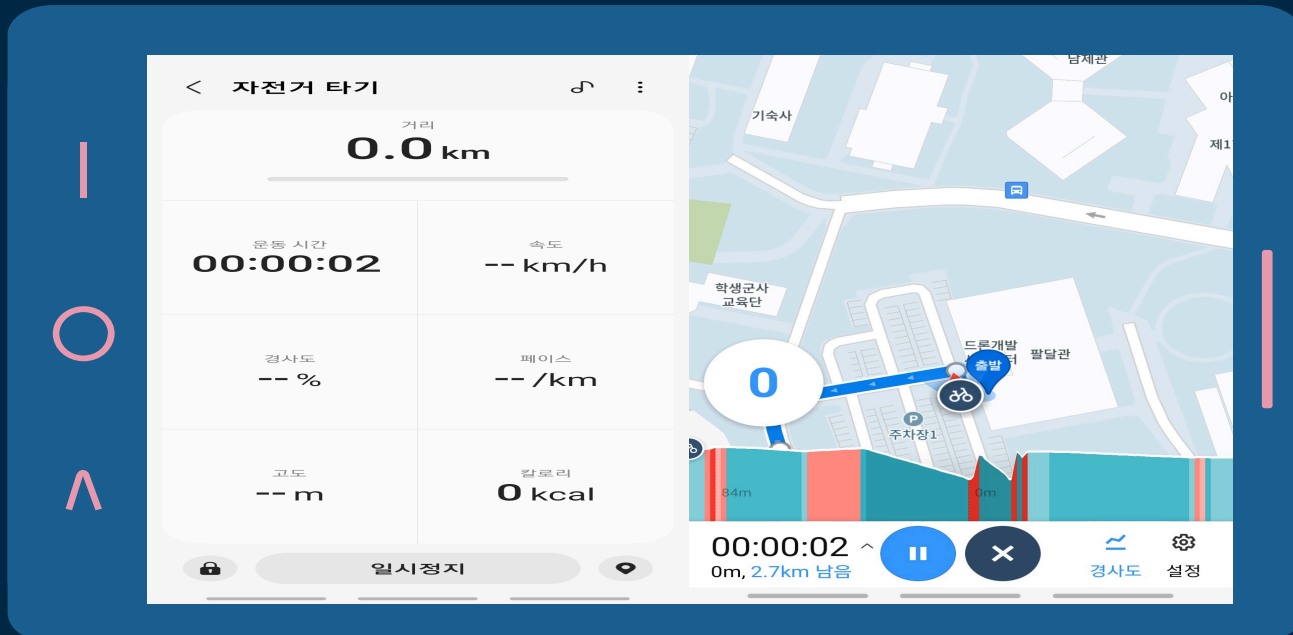 자전거 타기
거리
0.0 km
운동 시간
00:00:02
속도
-- km/h
경사도
-- %
페이스
-- /km
고도
-- m
칼로리
0 kcal
일시정지
남제관
기숙사
제1
학생군사
교육단
드론개발
팔달관
출발
0
P
주차장1
84m
0m
00:00:02
0m, 2.7km 남음
경사도
설정